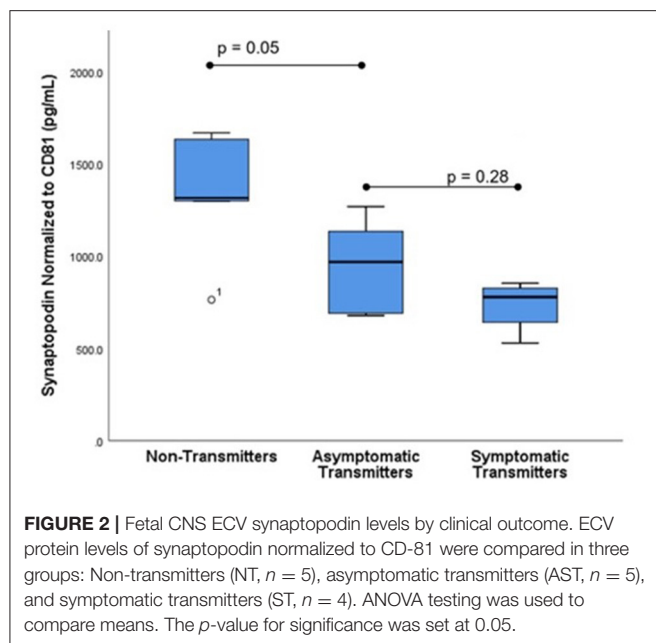 p = 0.05
2000.0
p = 0.28
1500.0
1000.0
500.0
.0
Synaptopodin Normalized to CD81 (pg/mL)
1
Non-Transmitters
Asymptomatic
Transmitters
Symptomatic
Transmitters
FIGURE 2 | Fetal CNS ECV synaptopodin levels by clinical outcome. ECV
protein levels of synaptopodin normalized to CD-81 were compared in three
groups: Non-transmitters (NT, n = 5), asymptomatic transmitters (AST, n = 5),
and symptomatic transmitters (ST, n = 4). ANOVA testing was used to
compare means. The p-value for significance was set at 0.05.